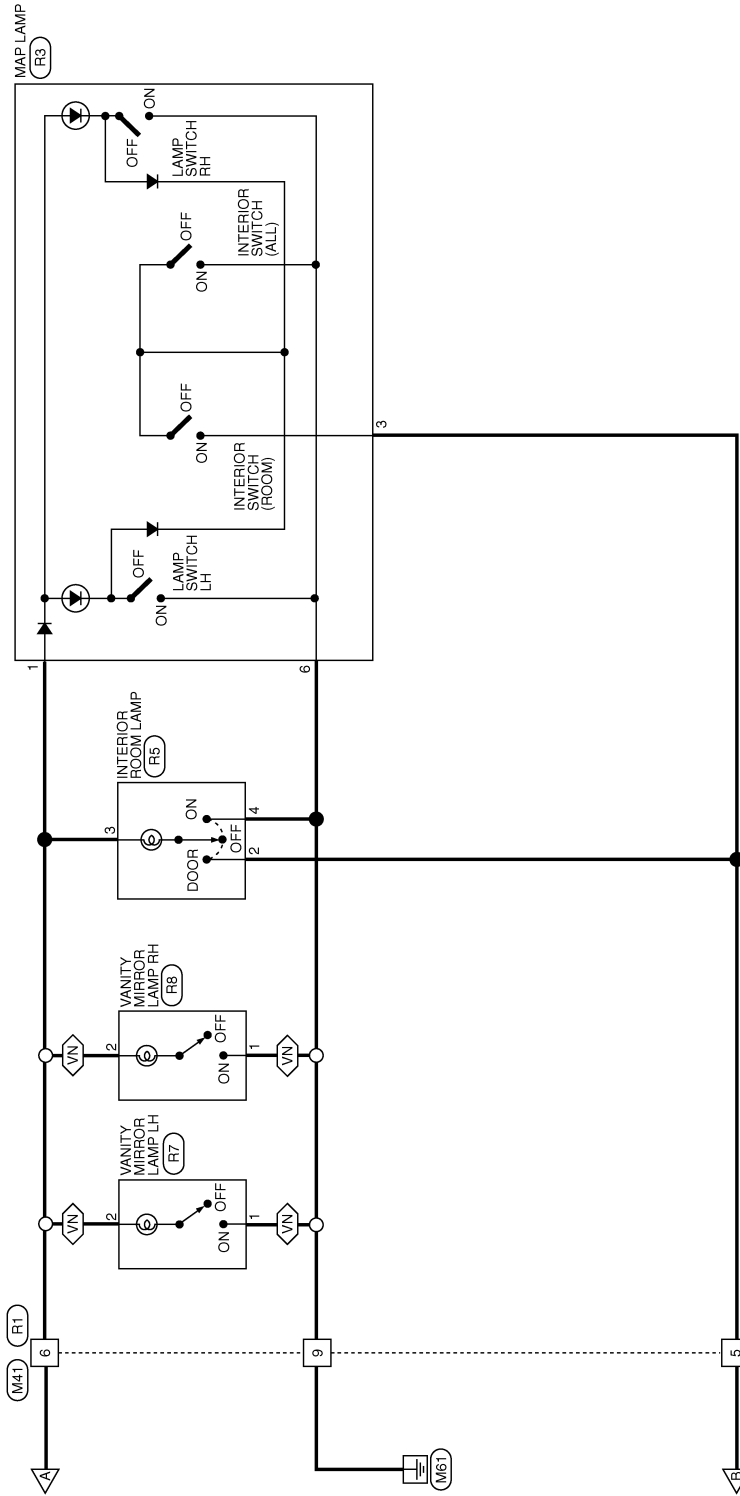 MAP LAMP
R3
ON
OFF
LAMP
SWITCH
RH
INTERIOR
SWITCH
(ALL)
OFF
ON
OFF
ON
INTERIOR
SWITCH
(ROOM)
3
OFF
ON
LAMP
SWITCH
LH
1
6
INTERIOR
ROOM LAMP
R5
3
ON
OFF
DOOR
4
2
VANITY
MIRROR
LAMP RH
R8
VN
2
OFF
ON
1
VN
VANITY
MIRROR
LAMP LH
R7
VN
2
OFF
ON
1
VN
R1
M41
6
9
5
A
M61